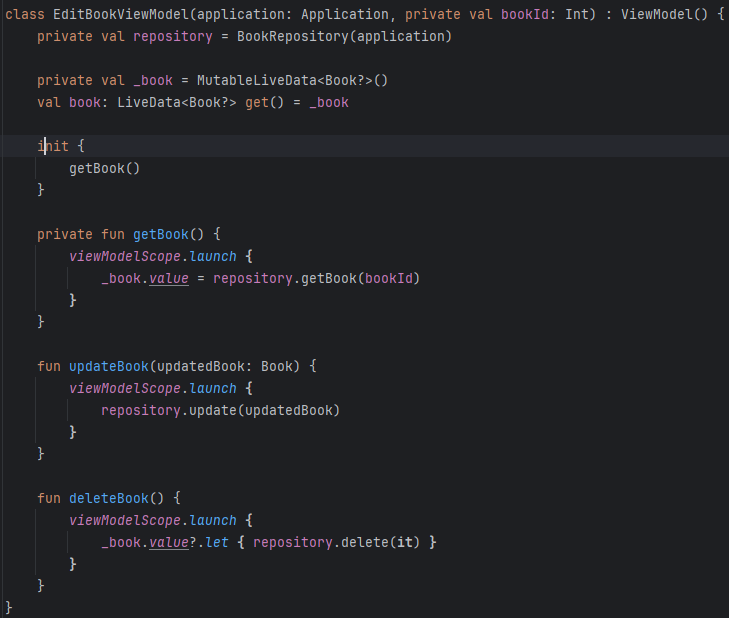 class EditBookViewModel(application: Application, private val bookId: Int) : ViewModel() {
    private val repository = BookRepository(application)

    private val _book = MutableLiveData<Book?>()
    val book: LiveData<Book?> get() = _book

    init {
        getBook()
    }

    private fun getBook() {
        viewModelScope.launch {
            _book.value = repository.getBook(bookId)
        }
    }

    fun updateBook(updatedBook: Book) {
        viewModelScope.launch {
            repository.update(updatedBook)
        }
    }

    fun deleteBook() {
        viewModelScope.launch {
            _book.value?.let { repository.delete(it) }
        }
    }
}